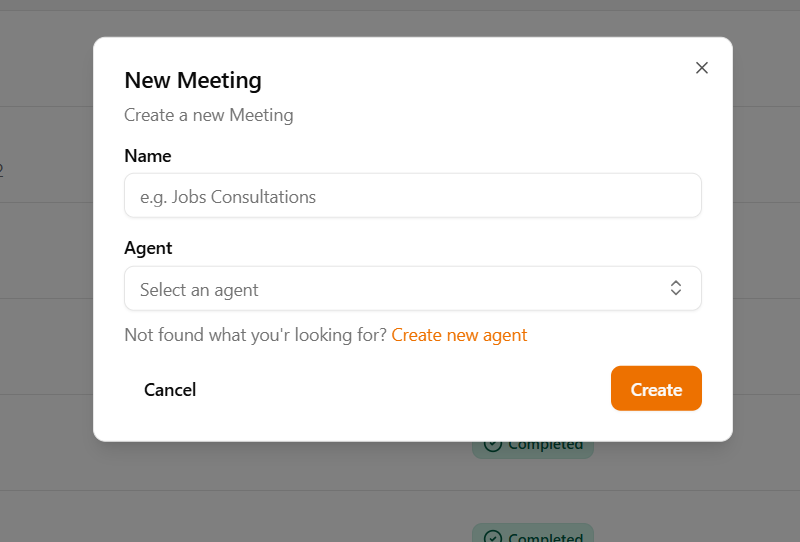 New Meeting
Create a new Meeting
Name
e.g. Jobs Consultations
Agent
Select an agent
Not found what you'r looking for? Create new agent
Cancel
Create
Completed
Completed
2